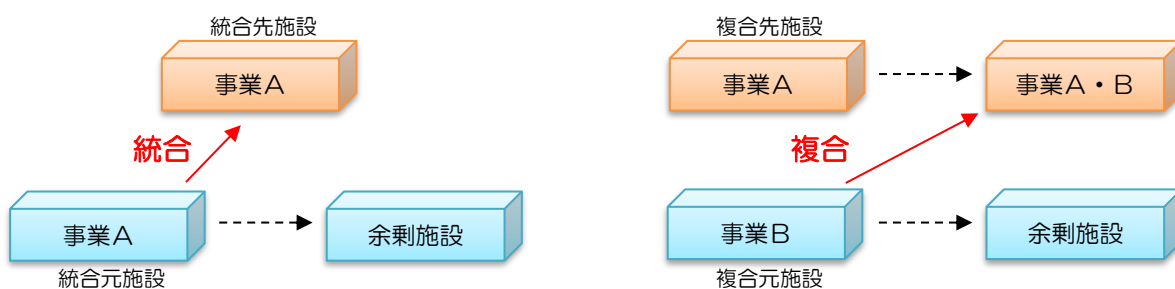 統合先施設
事業A
統合
事業A
余剰施設
統合元施設
複合先施設
事業A
事業A・B
複合
事業B
余剰施設
複合元施設